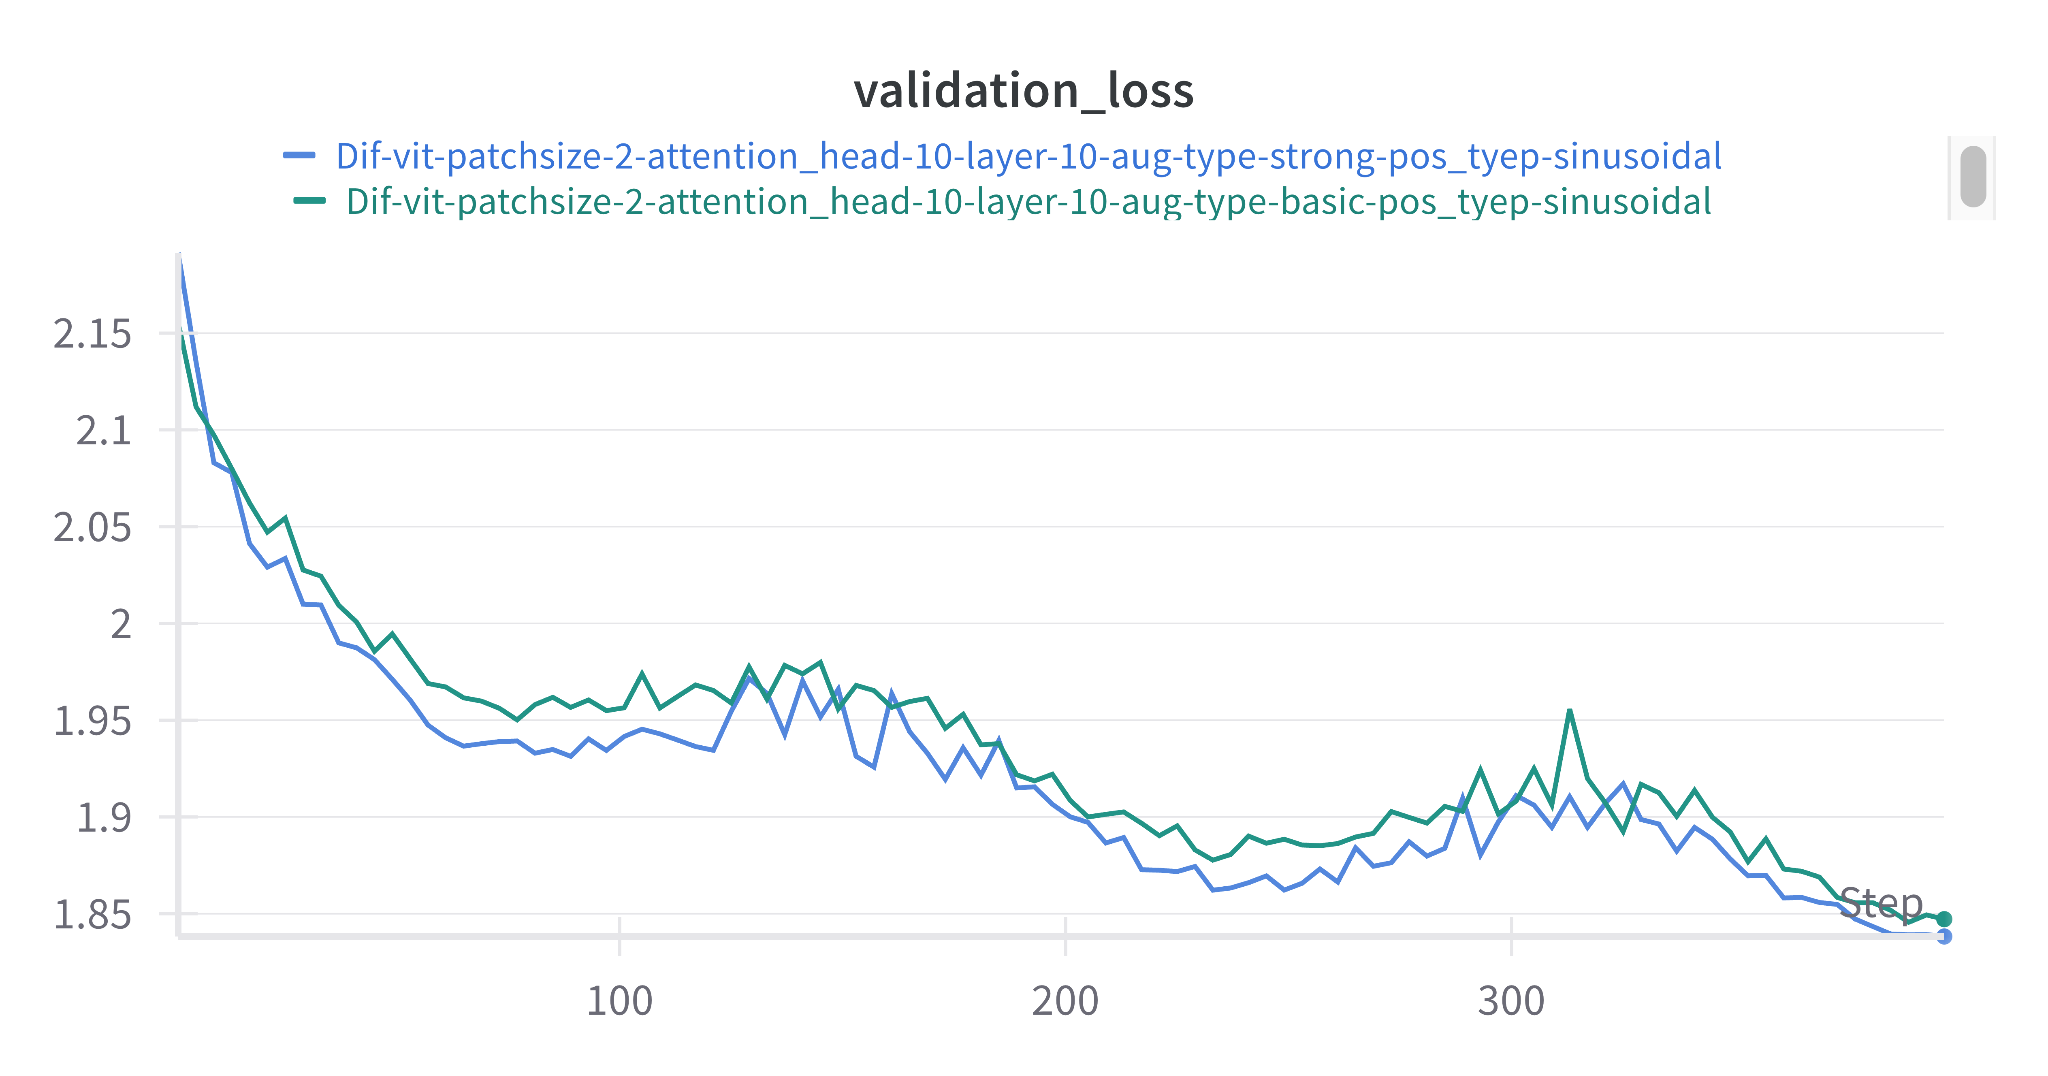 validation_loss
Dif-vit-patchsize-2-attention_head-10-layer-10-aug-type-strong-pos_tyep-sinusoidal
Dif-vit-patchsize-2-attention_head-10-layer-10-aug-type-basic-pos_tyep-sinusoidal
2.15
2.1
2.05
2
1.95
1.9
1.85
Step
100 200 300